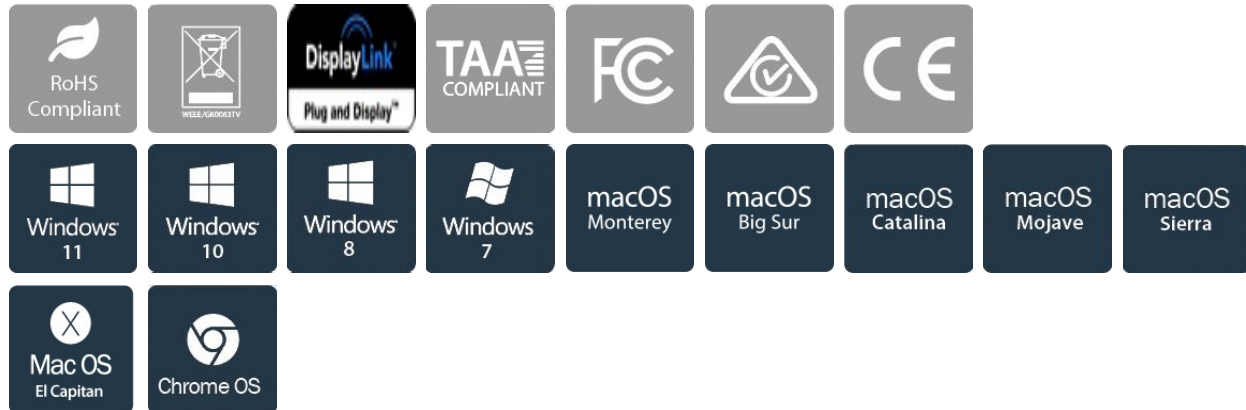 RoHS
Compliant
WEEE/GK0063TV
DisplayLink®
Plug and Display™
TAA
COMPLIANT
FC
CE
Windows
11
Windows
10
Windows
8
Windows
7
macOS
Monterey
macOS
Big Sur
macOS
Catalina
macOS
Mojave
macOS
Sierra
X
Mac OS
El Capitan
Chrome OS